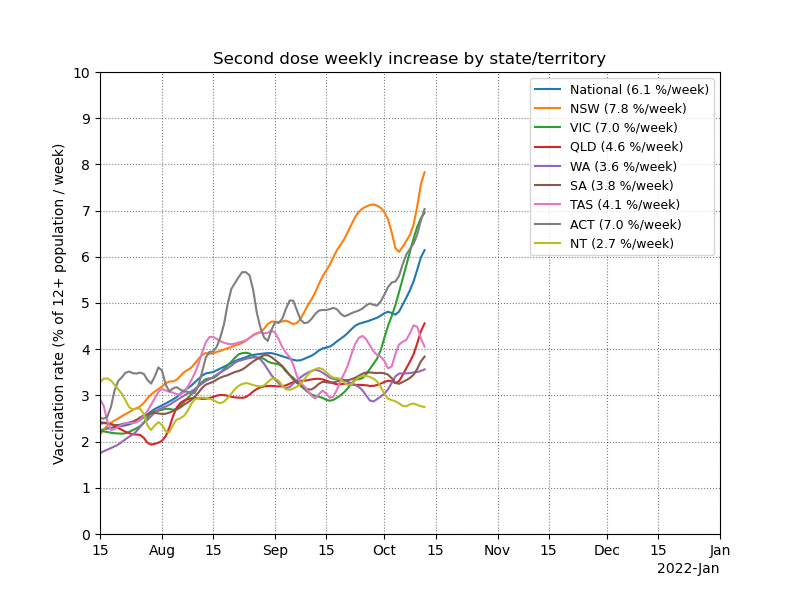 Second dose weekly increase by state/territory
Vaccination rate (% of 12+ population / week)
10
9
8
7
6
5
4
3
2
1
0
National (6.1 %/week)
NSW (7.8 %/week)
VIC (7.0 %/week)
QLD (4.6 %/week)
WA (3.6 %/week)
SA (3.8 %/week)
TAS (4.1 %/week)
ACT (7.0 %/week)
NT (2.7 %/week)
15 Aug 15 Sep 15 Oct 15 Nov 15 Dec 15 Jan
2022-Jan